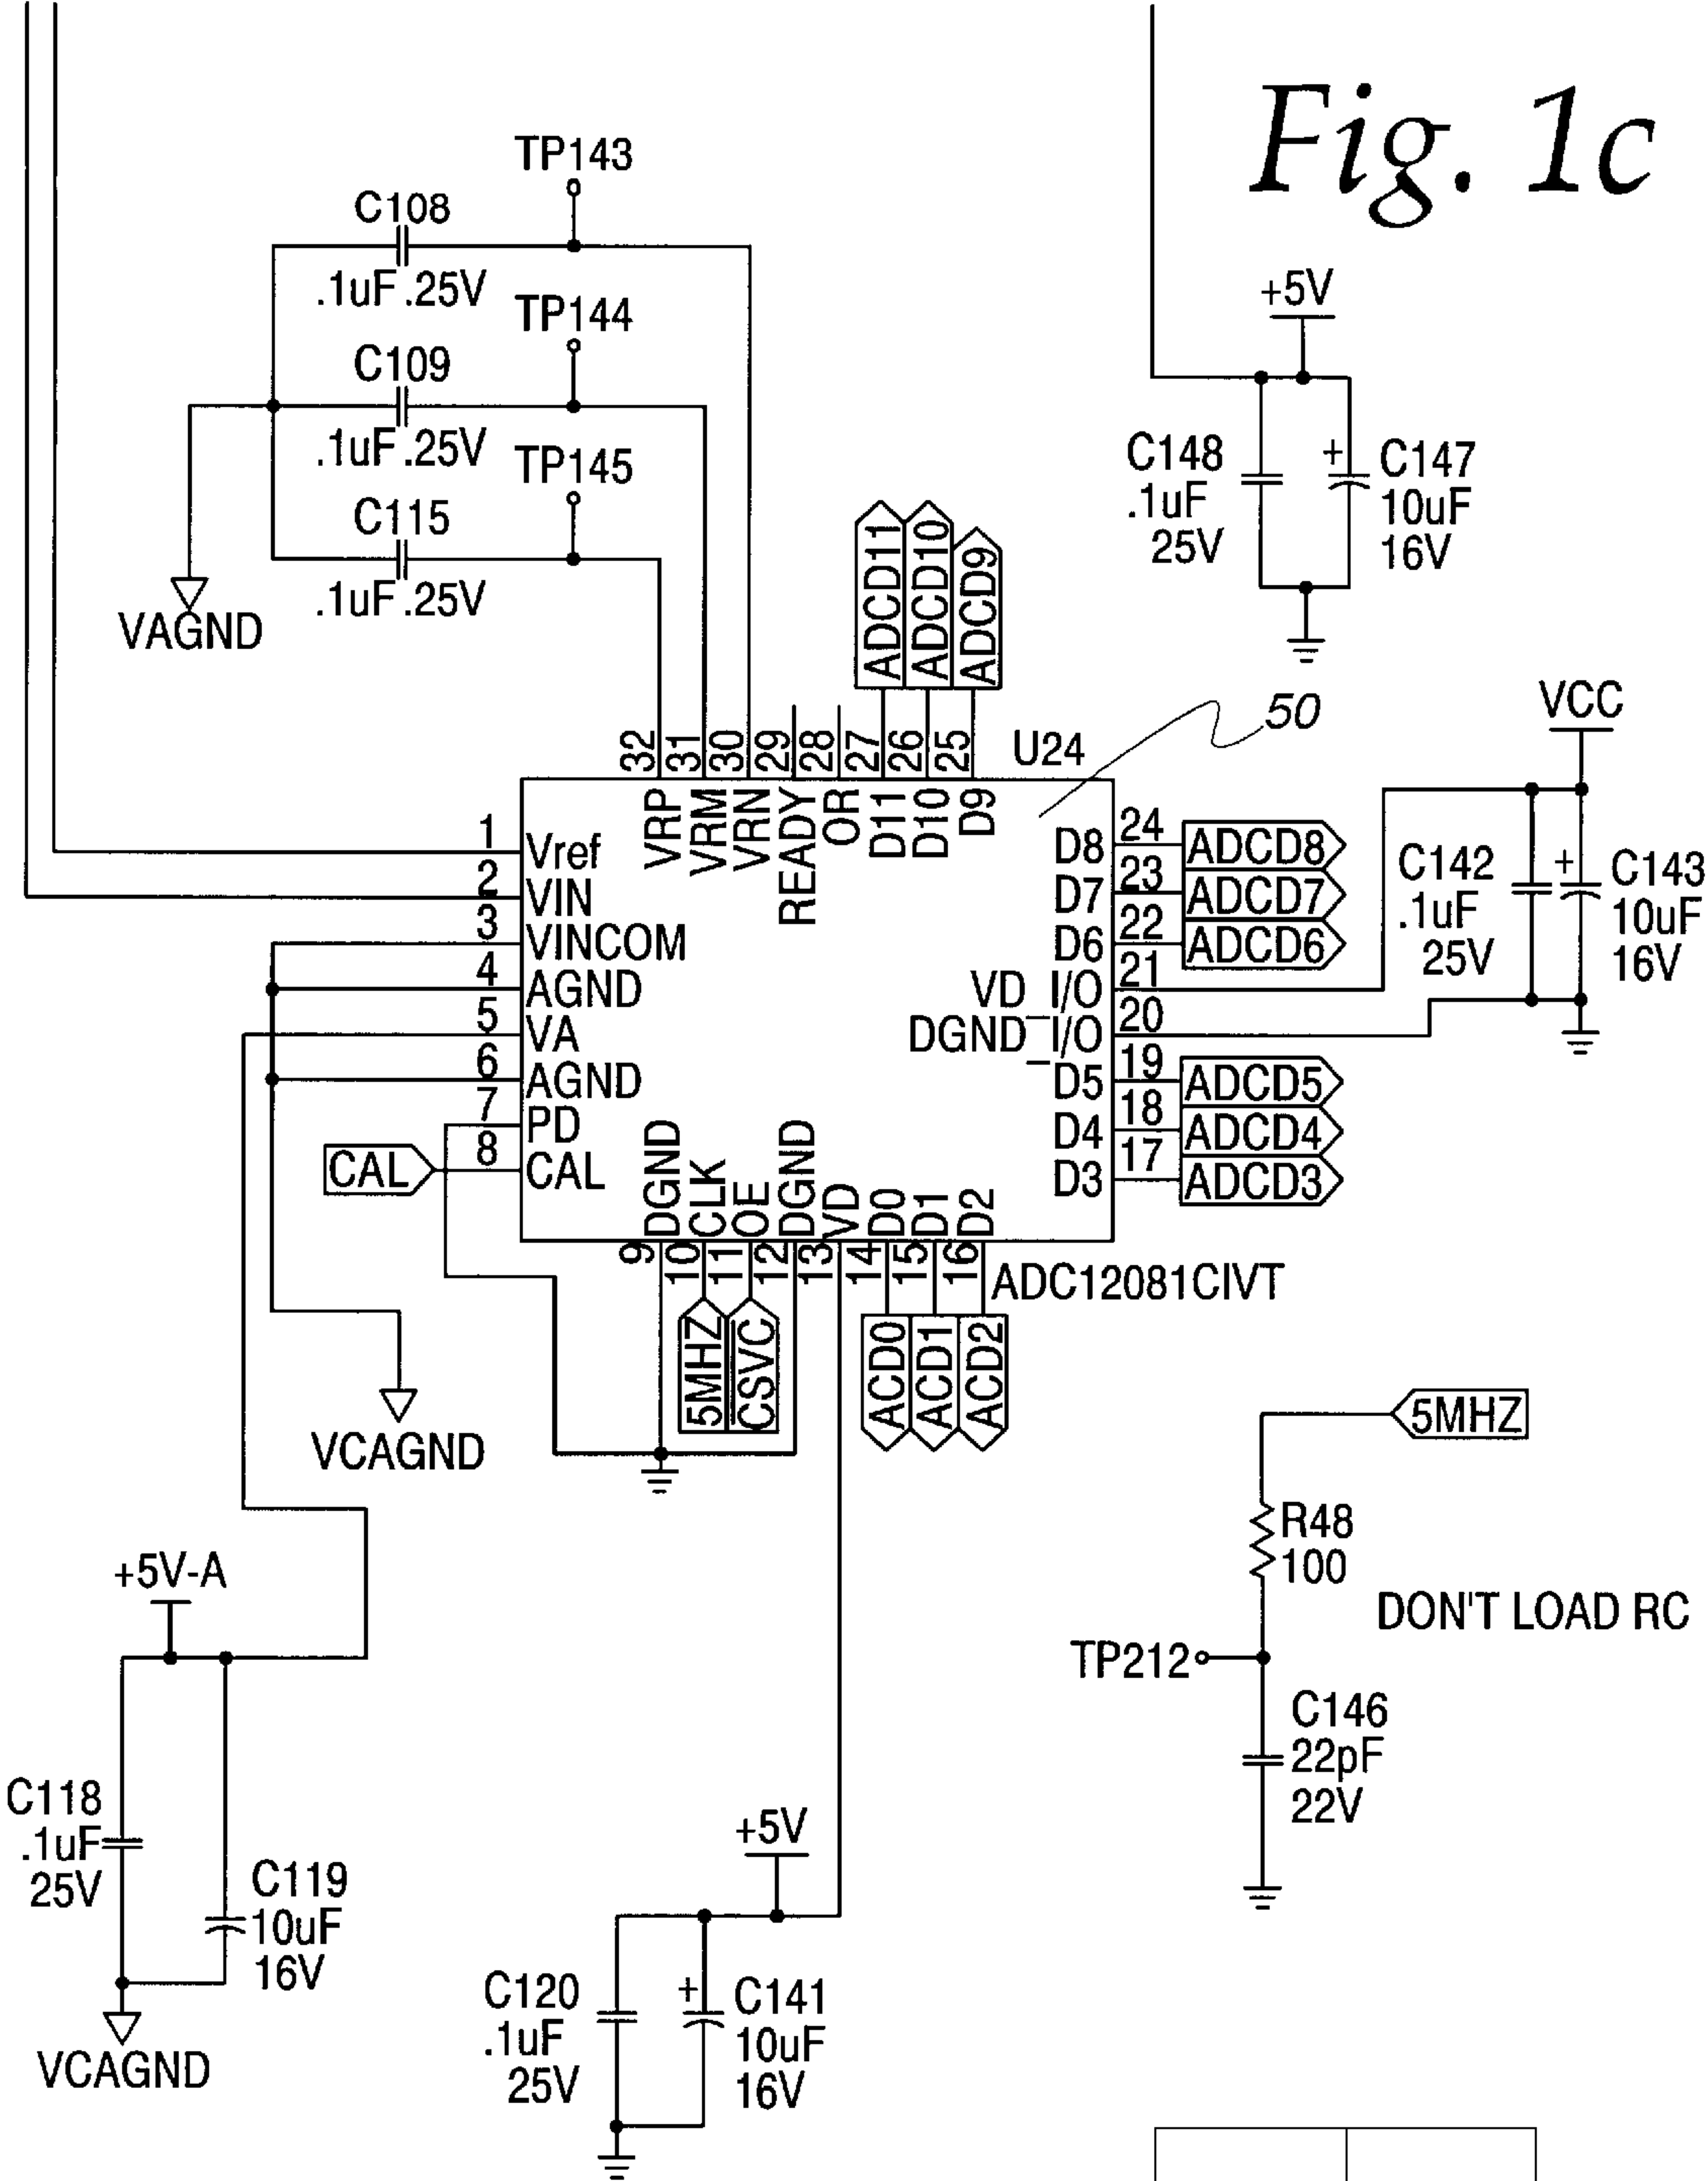 Fig. 1c
TP143
C108
.1uF .25V
TP144
C109
.1uF .25V
TP145
C115
.1uF .25V
VAGND
+5V
C148
.1uF
25V
+
C147
10uF
16V
ADCD11
ADCD10
ADCD9
50
U24
VCC
32
31
30
29
28
27
26
25
VRP
VRM
VRN
READY
OR
D11
D10
D9
1
Vref
2
VIN
3
VINCOM
4
AGND
5
VA
6
AGND
7
PD
8
CAL
CAL
D8 24 ADCD8
D7 23 ADCD7
D6 22 ADCD6
VD_I/O 21
DGND_I/O 20
D5 19 ADCD5
D4 18 ADCD4
D3 17 ADCD3
C142
.1uF
25V
+
C143
10uF
16V
DGND
CLK
OE
DGND
VD
D0
D1
D2
9
10
11
12
13
14
15
16
ADC12081CIVT
5MHZ
CSVC
ACD0
ACD1
ACD2
VCAGND
5MHZ
R48
100
DON'T LOAD RC
TP212
C146
22pF
22V
+5V-A
C118
.1uF
25V
C119
10uF
16V
VCAGND
+5V
C120
.1uF
25V
+
C141
10uF
16V